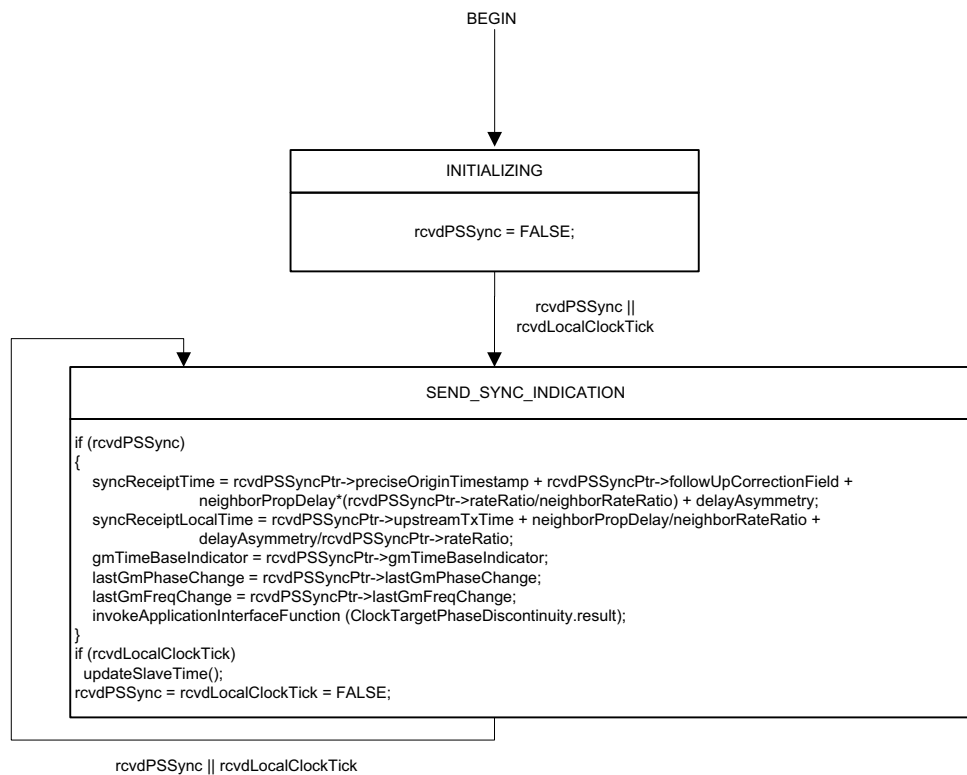 BEGIN
INITIALIZING
rcvdPSSync = FALSE;
rcvdPSSync ||
rcvdLocalClockTick
SEND_SYNC_INDICATION
if (rcvdPSSync)
{
syncReceiptTime = rcvdPSSyncPtr->preciseOriginTimestamp + rcvdPSSyncPtr->followUpCorrectionField +
neighborPropDelay*(rcvdPSSyncPtr->rateRatio/neighborRateRatio) + delayAsymmetry;
syncReceiptLocalTime = rcvdPSSyncPtr->upstreamTxTime + neighborPropDelay/neighborRateRatio +
delayAsymmetry/rcvdPSSyncPtr->rateRatio;
gmTimeBaseIndicator = rcvdPSSyncPtr->gmTimeBaseIndicator;
lastGmPhaseChange = rcvdPSSyncPtr->lastGmPhaseChange;
lastGmFreqChange = rcvdPSSyncPtr->lastGmFreqChange;
invokeApplicationInterfaceFunction (ClockTargetPhaseDiscontinuity.result);
}
if (rcvdLocalClockTick)
updateSlaveTime();
rcvdPSSync = rcvdLocalClockTick = FALSE;
rcvdPSSync || rcvdLocalClockTick